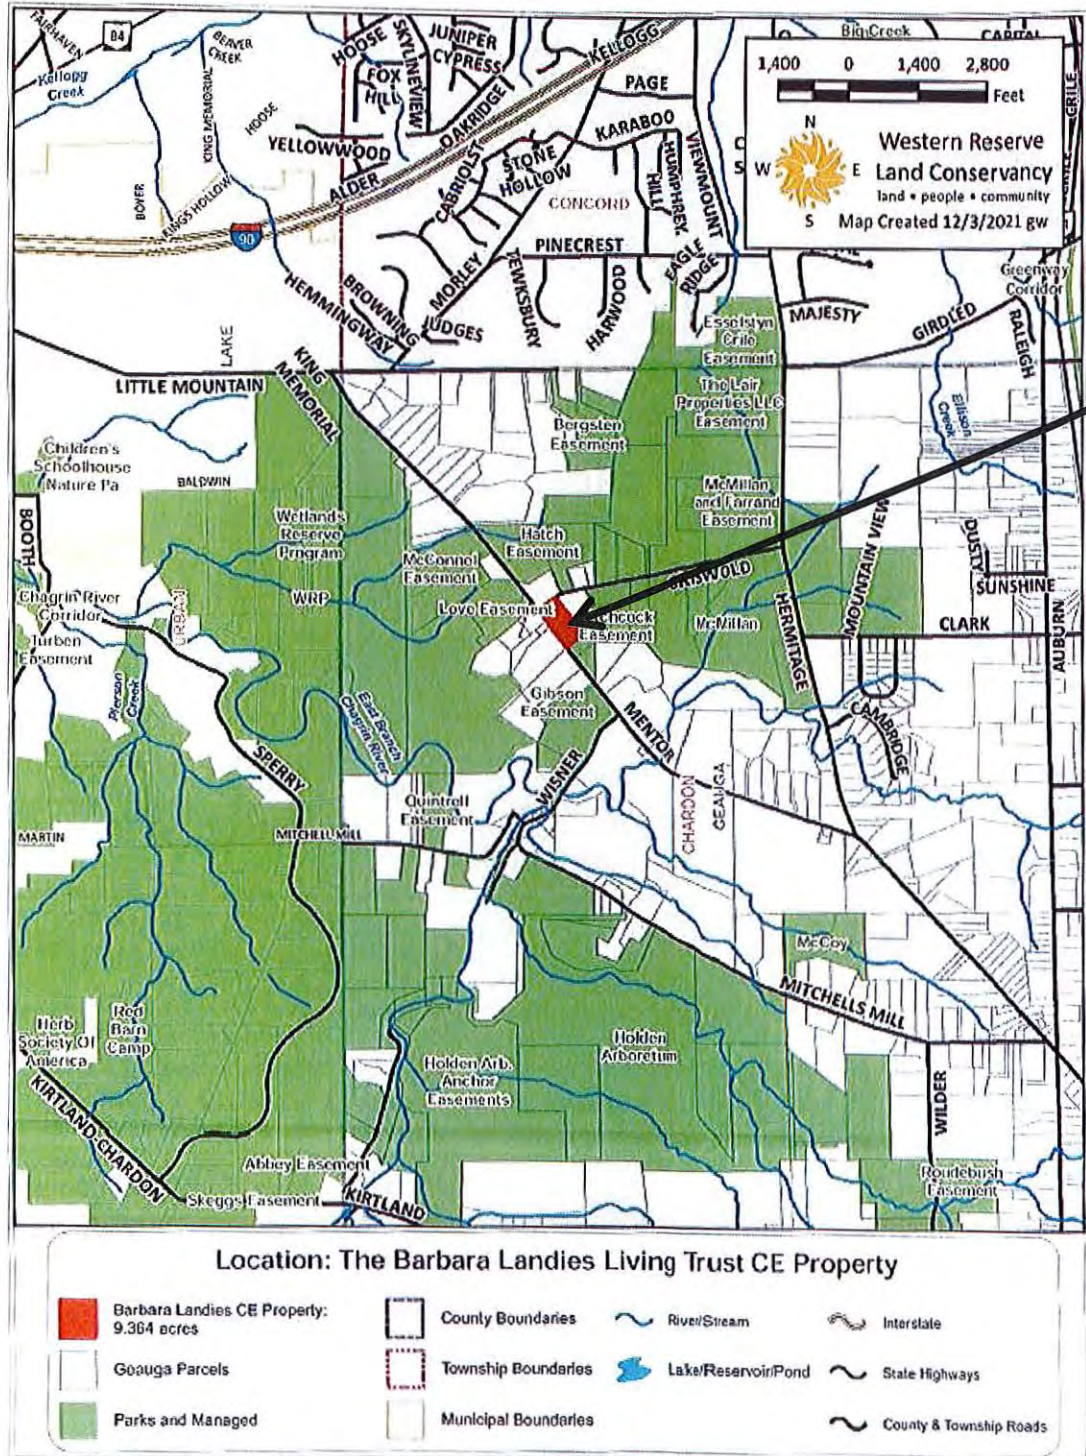 FAIRHAVEN
84
BEAVER
CREEK
Kellogg
Creek
KING MEMORIAL
HOOSE
BOYER
KINGS HOLLOW
90
HOOSE
SKYLINEVIEW
JUNIPER
CYPRESS
FOX
HILL
YELLOWWOOD
OAKRIDGE
ALDER
KELLOGG
PAGE
KARABOO
CABRIOLST
STONE
HOLLOW
HUMPHREY
HILL
VIEWMOUNT
CONCORD
PINECREST
EAGLE
RIDGE
MORLEY
TEWKSBURY
HARWOOD
BROWNING
JUDGES
HEMMINGWAY
Big Creek
CAPITAL
CRILE
1,400 0 1,400 2,800
Feet
N
W E
S
Western Reserve
Land Conservancy
land • people • community
Map Created 12/3/2021 gw
Greenway
Corridor
MAJESTY
GIRDLED
RALEIGH
Ellison
Creek
LAKE
LITTLE MOUNTAIN
KING
MEMORIAL
Esselstyn
Crile
Easement
The Lair
Properties LLC
Easement
Bergsten
Easement
Children's
Schoolhouse
Nature Pa
BALDWIN
BOOTH
Wetlands
Reserve
Program
McMillan
and Farrand
Easement
Hatch
Easement
McConnel
Easement
WRP
Love Easement
GRISWOLD
chcock
Easement
McMillan
HERMITAGE
MOUNTAIN VIEW
DUSTY
SUNSHINE
CLARK
AUBURN
Chagrin River
Corridor
Turben
Easement
Pierson
Creek
East Branch
Chagrin River
Gibson
Easement
MENTOR
CAMBRIDGE
SPERRY
WISNER
CHARDON
GEAUGA
Quintrell
Easement
MARTIN
MITCHELL MILL
McCoy
MITCHELLS MILL
Herb
Society Of
America
Red
Barn
Camp
Holden Arb.
Anchor
Easements
Holden
Arboretum
WILDER
KIRTLAND-CHARDON
Abbey Easement
Skeggs Easement
KIRTLAND
Roudebush
Easement
Location: The Barbara Landies Living Trust CE Property
Barbara Landies CE Property:
9.364 acres
County Boundaries
River/Stream
Interstate
Geauga Parcels
Township Boundaries
Lake/Reservoir/Pond
State Highways
Parks and Managed
Municipal Boundaries
County & Township Roads